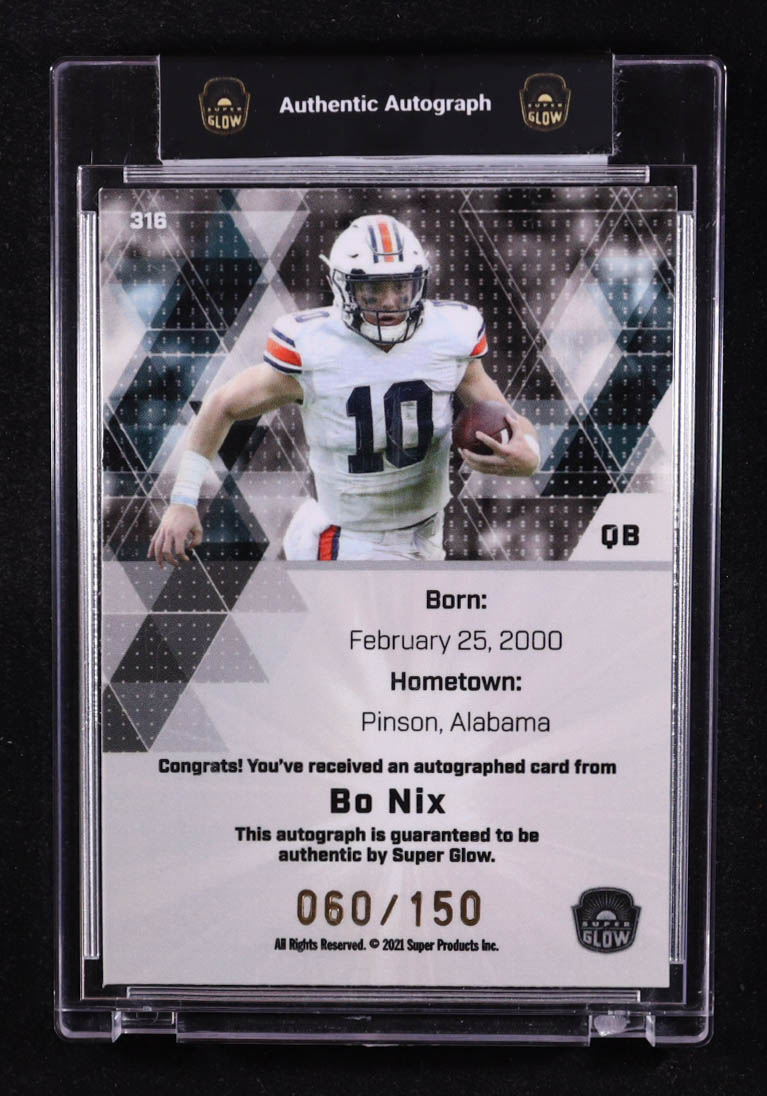 SUPER GLOW Authentic Autograph SUPER GLOW
316
10
10
QB
Born:
February 25, 2000
Hometown:
Pinson, Alabama
Congrats! You've received an autographed card from
Bo Nix
This autograph is guaranteed to be
authentic by Super Glow.
060/150
SUPER
GLOW
All Rights Reserved. © 2021 Super Products Inc.